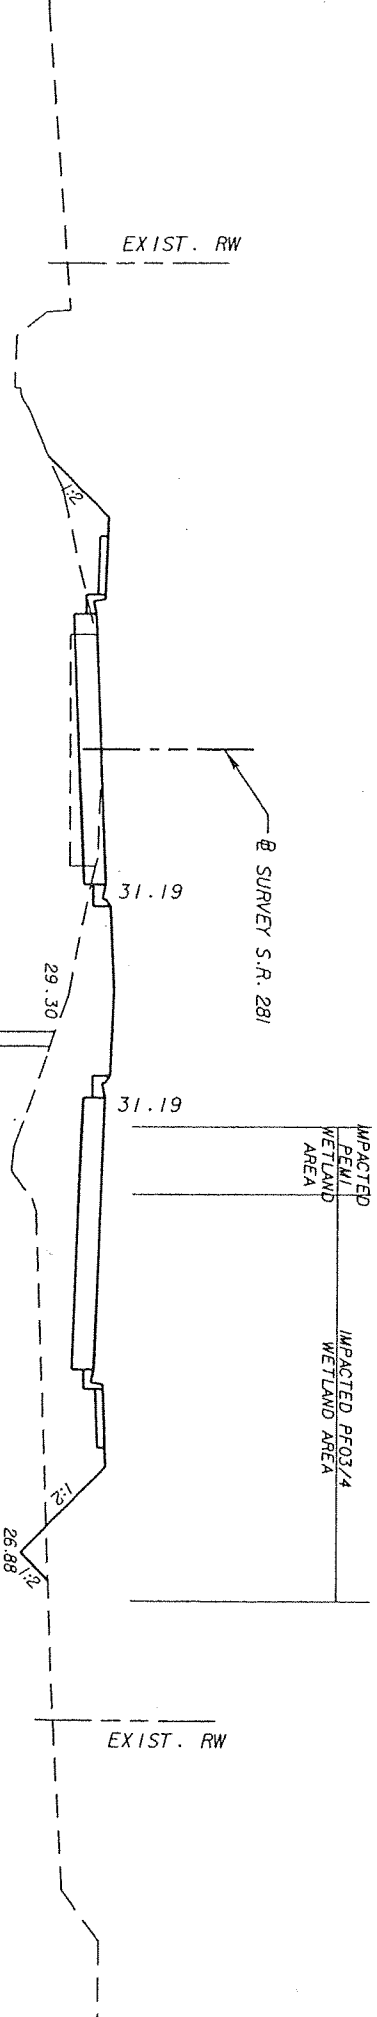 EXIST. RW
1:2
₿ SURVEY S.R. 281
31.19
29.30
31.19
IMPACTED
PEM1
WETLAND
AREA
IMPACTED PF03/4
WETLAND AREA
1:2
1:2
26.88
EXIST. RW